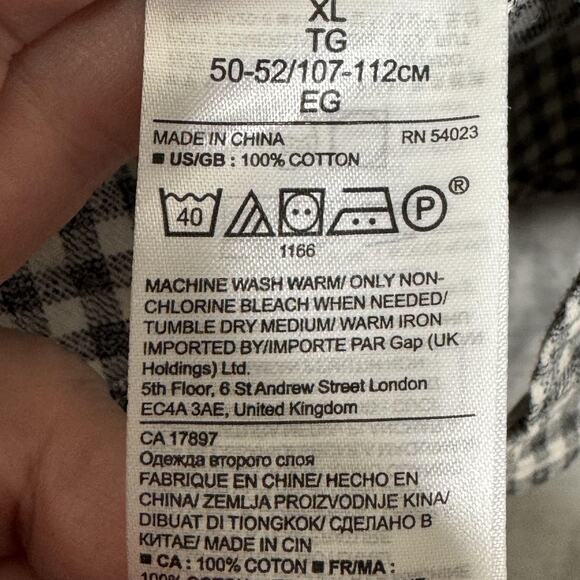 XL
TG
50-52/107-112CM
EG
MADE IN CHINA RN 54023
■ US/GB : 100% COTTON
40 P ®
1166
MACHINE WASH WARM/ ONLY NON-
CHLORINE BLEACH WHEN NEEDED/
TUMBLE DRY MEDIUM/ WARM IRON
IMPORTED BY/IMPORTE PAR Gap (UK
Holdings) Ltd.
5th Floor, 6 St Andrew Street London
EC4A 3AE, United Kingdom
CA 17897
Одежда второго слоя
FABRIQUE EN CHINE/ HECHO EN
CHINA/ ZEMLJA PROIZVODNJE KINA/
DIBUAT DI TIONGKOK/ СДЕЛАНО В
КИТАЕ/ MADE IN CIN
■ CA : 100% COTON ■ FR/MA :
100% COTON